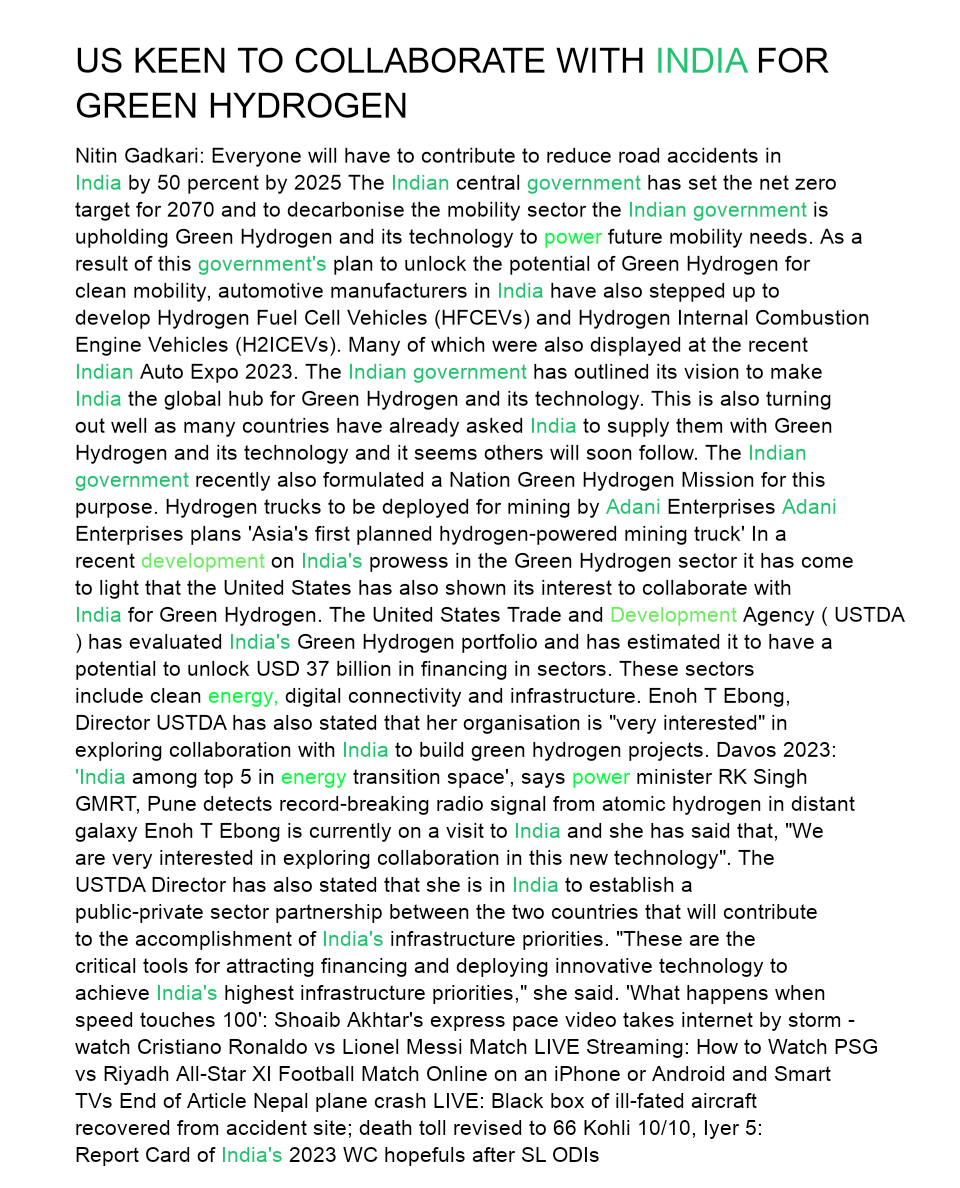 US KEEN TO COLLABORATE WITH INDIA FOR
GREEN HYDROGEN
Nitin Gadkari: Everyone will have to contribute to reduce road accidents in
India by 50 percent by 2025 The Indian central government has set the net zero
target for 2070 and to decarbonise the mobility sector the Indian government is
upholding Green Hydrogen and its technology to power future mobility needs. As a
result of this government's plan to unlock the potential of Green Hydrogen for
clean mobility, automotive manufacturers in India have also stepped up to
develop Hydrogen Fuel Cell Vehicles (HFCEVs) and Hydrogen Internal Combustion
Engine Vehicles (H2ICEVs). Many of which were also displayed at the recent
Indian Auto Expo 2023. The Indian government has outlined its vision to make
India the global hub for Green Hydrogen and its technology. This is also turning
out well as many countries have already asked India to supply them with Green
Hydrogen and its technology and it seems others will soon follow. The Indian
government recently also formulated a Nation Green Hydrogen Mission for this
purpose. Hydrogen trucks to be deployed for mining by Adani Enterprises Adani
Enterprises plans 'Asia's first planned hydrogen-powered mining truck' In a
recent development on India's prowess in the Green Hydrogen sector it has come
to light that the United States has also shown its interest to collaborate with
India for Green Hydrogen. The United States Trade and Development Agency ( USTDA
) has evaluated India's Green Hydrogen portfolio and has estimated it to have a
potential to unlock USD 37 billion in financing in sectors. These sectors
include clean energy, digital connectivity and infrastructure. Enoh T Ebong,
Director USTDA has also stated that her organisation is "very interested" in
exploring collaboration with India to build green hydrogen projects. Davos 2023:
'India among top 5 in energy transition space', says power minister RK Singh
GMRT, Pune detects record-breaking radio signal from atomic hydrogen in distant
galaxy Enoh T Ebong is currently on a visit to India and she has said that, "We
are very interested in exploring collaboration in this new technology". The
USTDA Director has also stated that she is in India to establish a
public-private sector partnership between the two countries that will contribute
to the accomplishment of India's infrastructure priorities. "These are the
critical tools for attracting financing and deploying innovative technology to
achieve India's highest infrastructure priorities," she said. 'What happens when
speed touches 100': Shoaib Akhtar's express pace video takes internet by storm -
watch Cristiano Ronaldo vs Lionel Messi Match LIVE Streaming: How to Watch PSG
vs Riyadh All-Star XI Football Match Online on an iPhone or Android and Smart
TVs End of Article Nepal plane crash LIVE: Black box of ill-fated aircraft
recovered from accident site; death toll revised to 66 Kohli 10/10, Iyer 5:
Report Card of India's 2023 WC hopefuls after SL ODIs